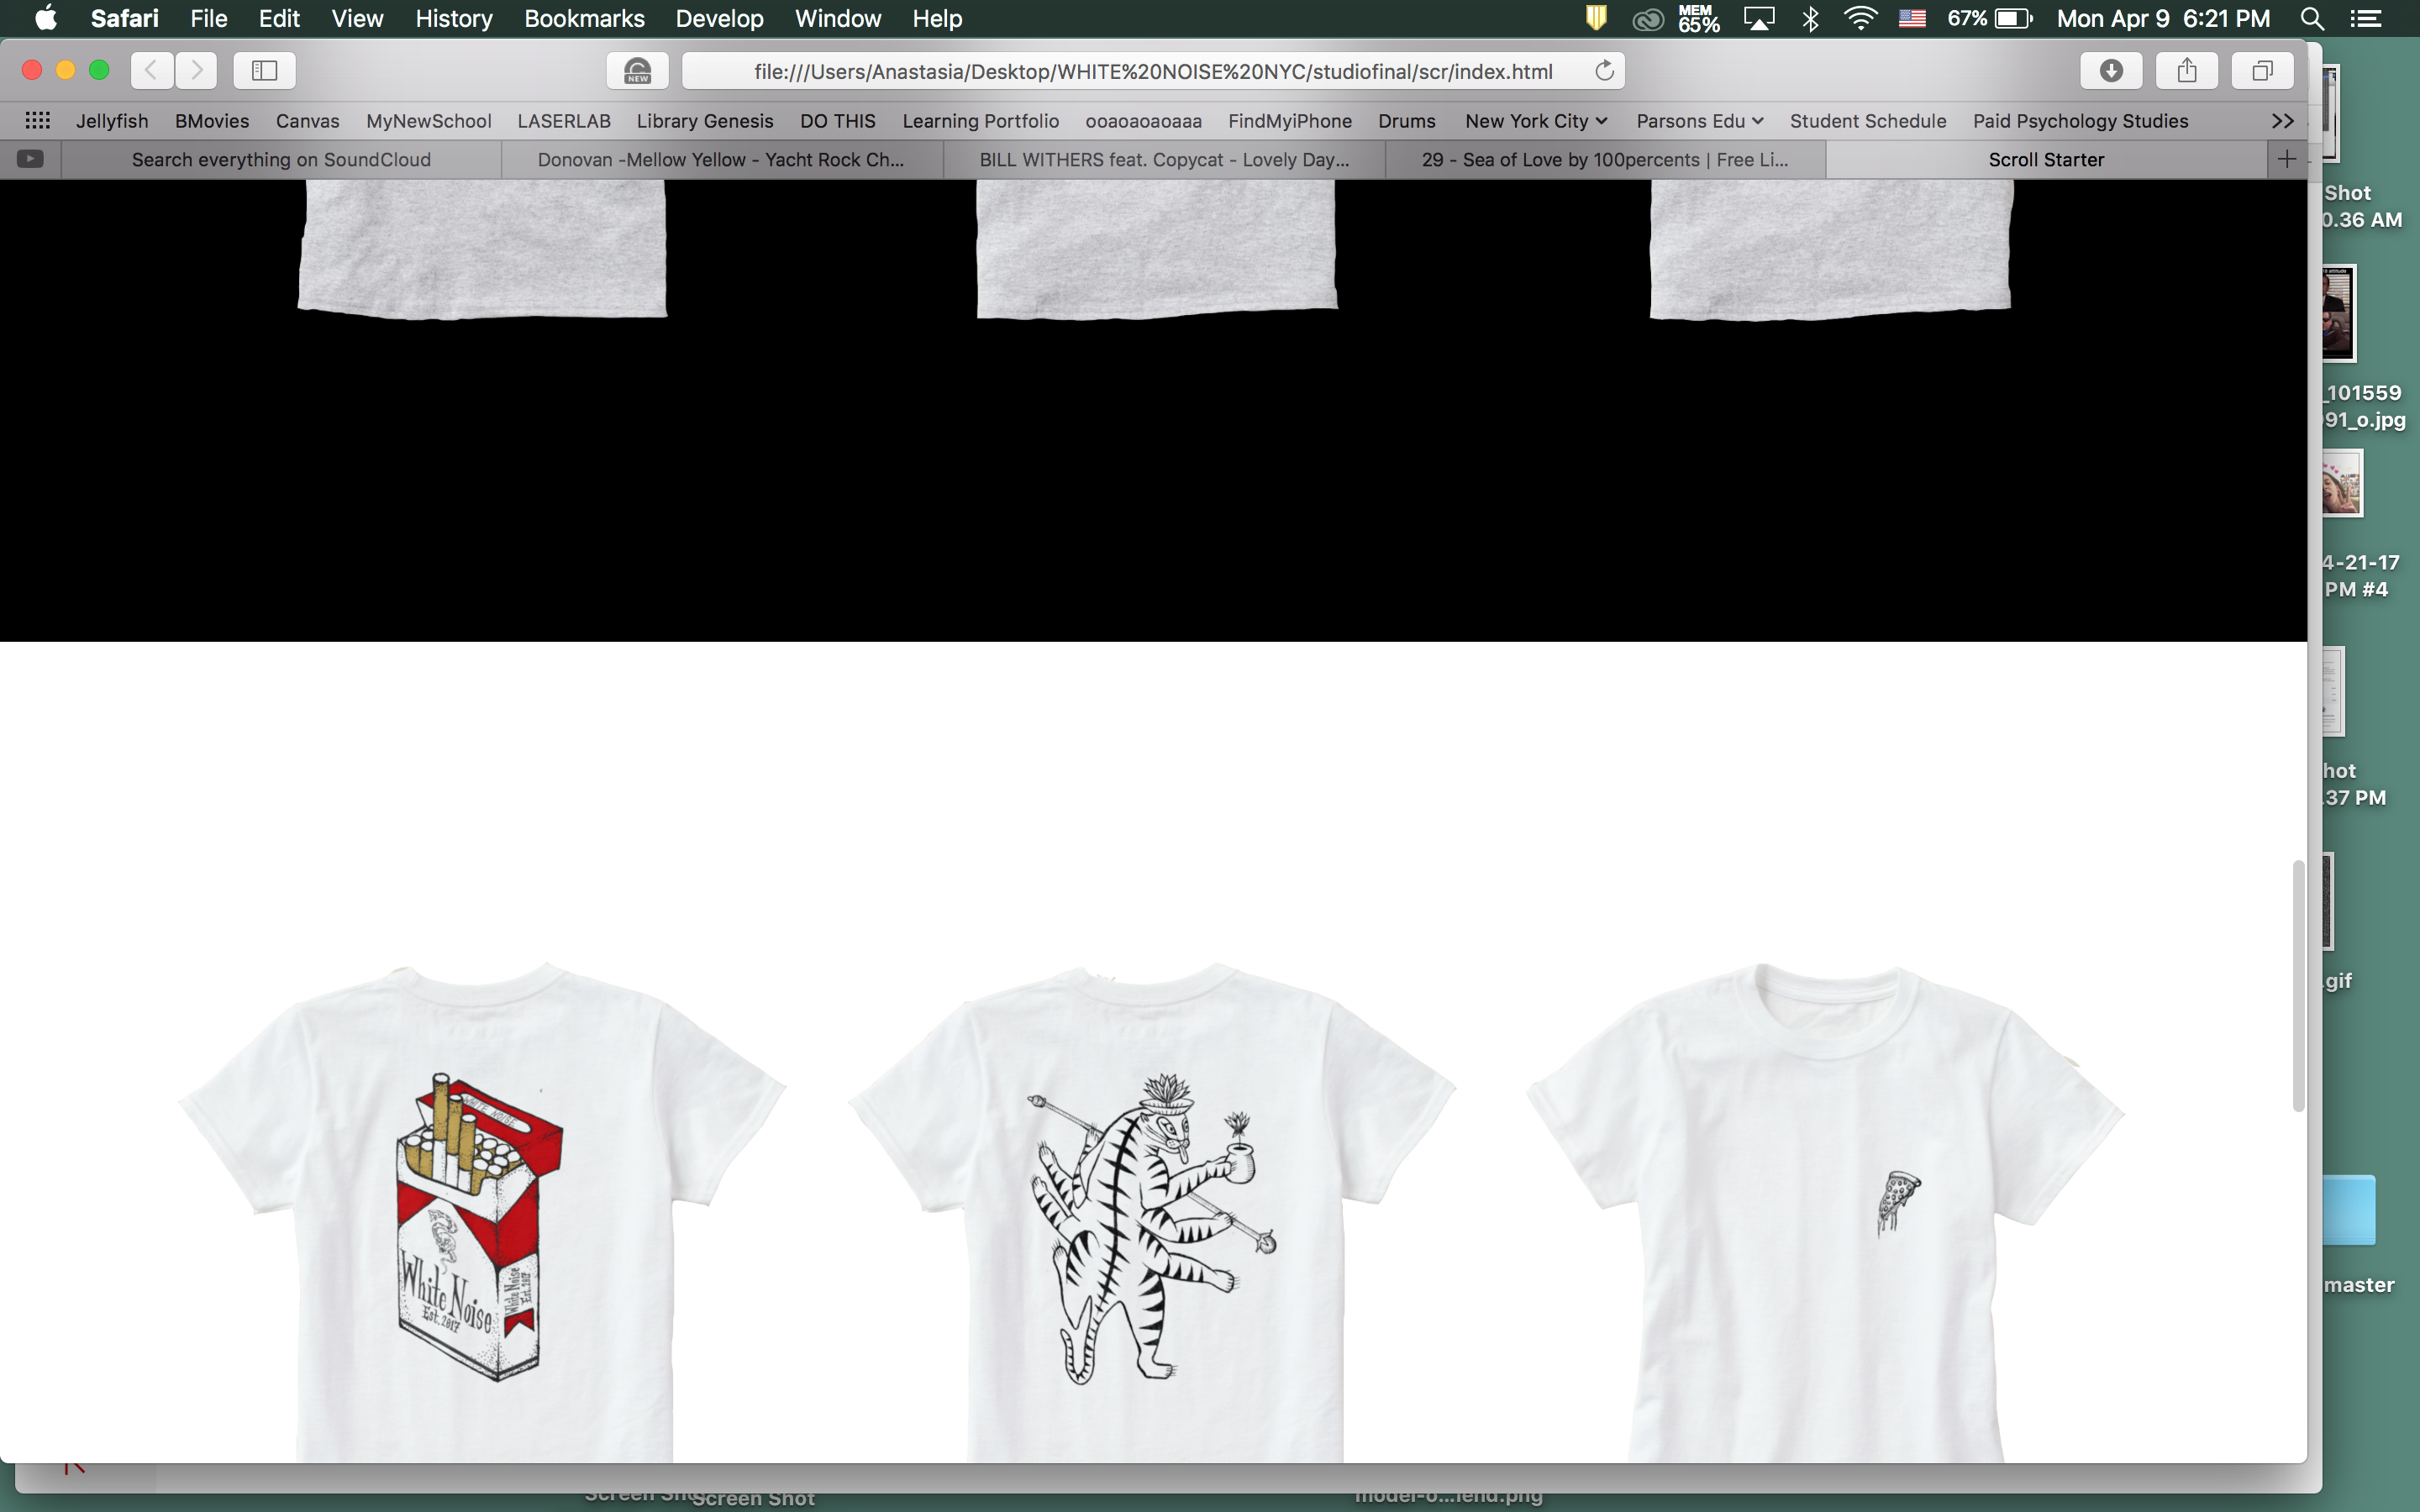 Safari File Edit View History Bookmarks Develop Window Help MEM 65% 67% Mon Apr 9 6:21 PM
NEW file:///Users/Anastasia/Desktop/WHITE%20NOISE%20NYC/studiofinal/scr/index.html
Jellyfish BMovies Canvas MyNewSchool LASERLAB Library Genesis DO THIS Learning Portfolio ooaoaoaoaaa FindMyiPhone Drums New York City Parsons Edu Student Schedule Paid Psychology Studies
Search everything on SoundCloud Donovan -Mellow Yellow - Yacht Rock Ch... BILL WITHERS feat. Copycat - Lovely Day... 29 - Sea of Love by 100percents | Free Li... Scroll Starter
Shot
0.36 AM
_101559
91_o.jpg
4-21-17
PM #4
hot
.37 PM
.gif
master
WHITE NOISE
White Noise
Est. 2017
White Noise
Est. 2017
Screen Shot
Screen Shot
model-o...lend.png